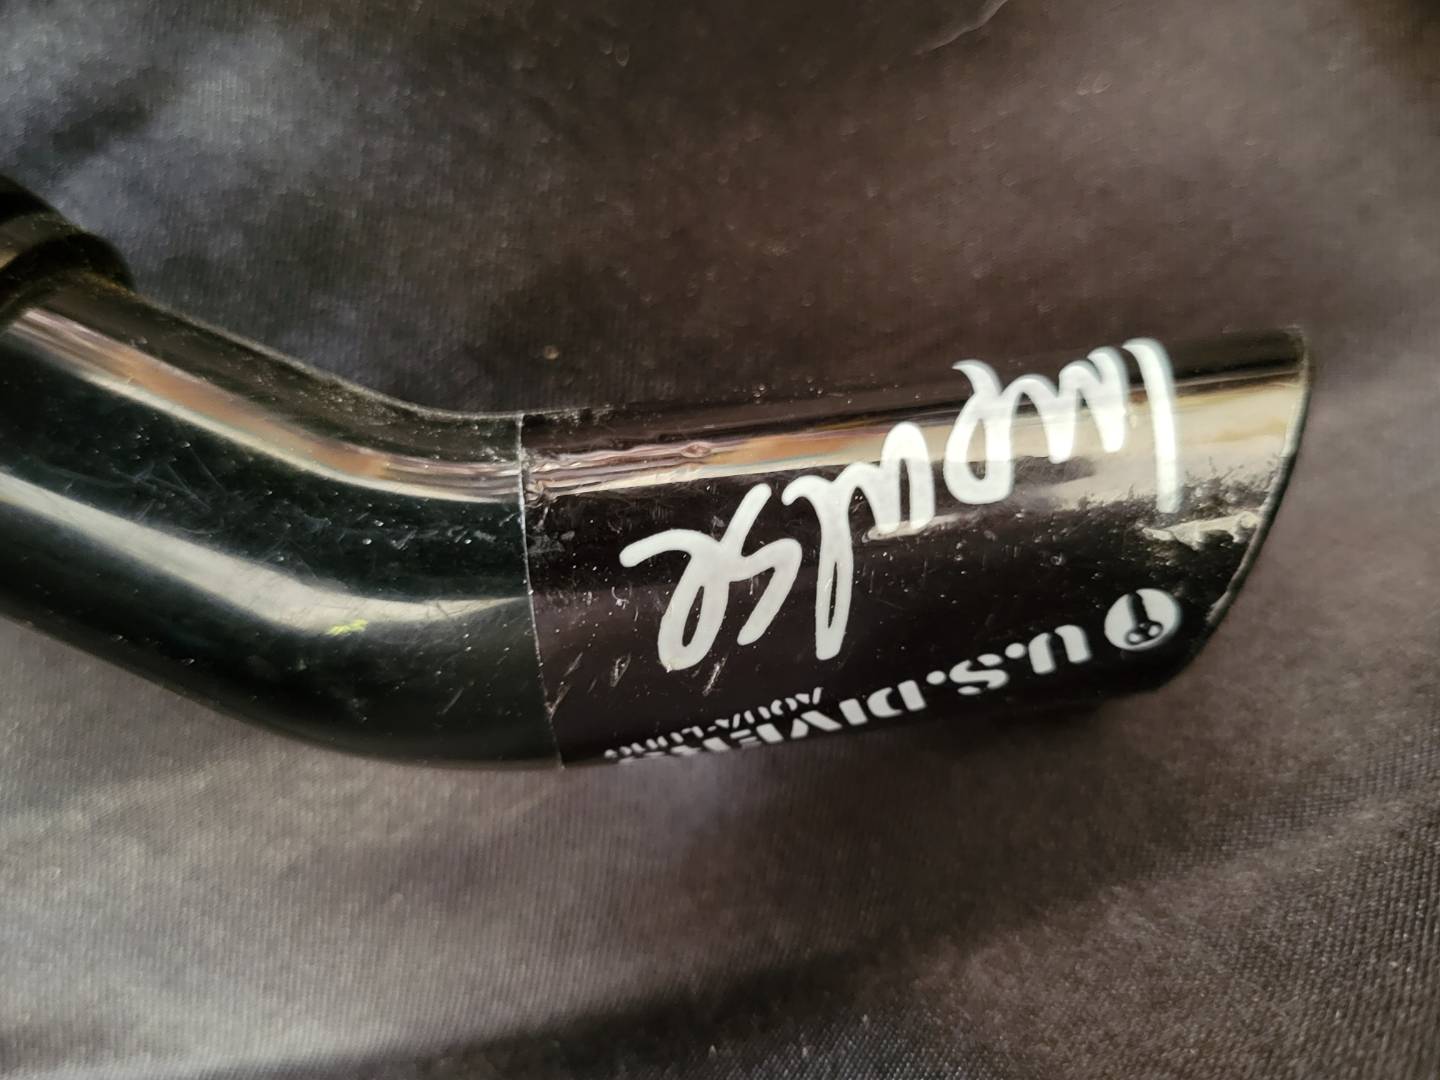 Impulse
U.S. DIVERS
AQUA-LUNG